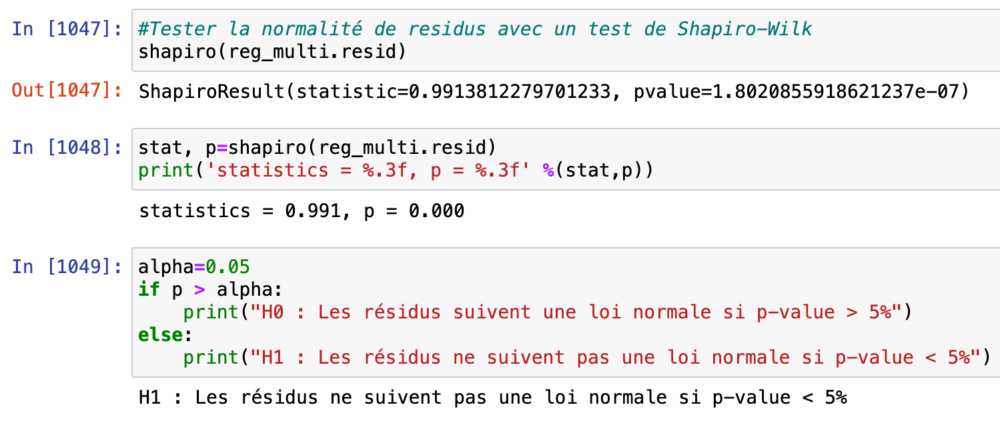 In [1047]: #Tester la normalité de residus avec un test de Shapiro-Wilk
shapiro(reg_multi.resid)
Out[1047]: ShapiroResult(statistic=0.9913812279701233, pvalue=1.8020855918621237e-07)
In [1048]: stat, p=shapiro(reg_multi.resid)
print('statistics = %.3f, p = %.3f' %(stat,p))
statistics = 0.991, p = 0.000
In [1049]: alpha=0.05
if p > alpha:
    print("H0 : Les résidus suivent une loi normale si p-value > 5%")
else:
    print("H1 : Les résidus ne suivent pas une loi normale si p-value < 5%")
H1 : Les résidus ne suivent pas une loi normale si p-value < 5%